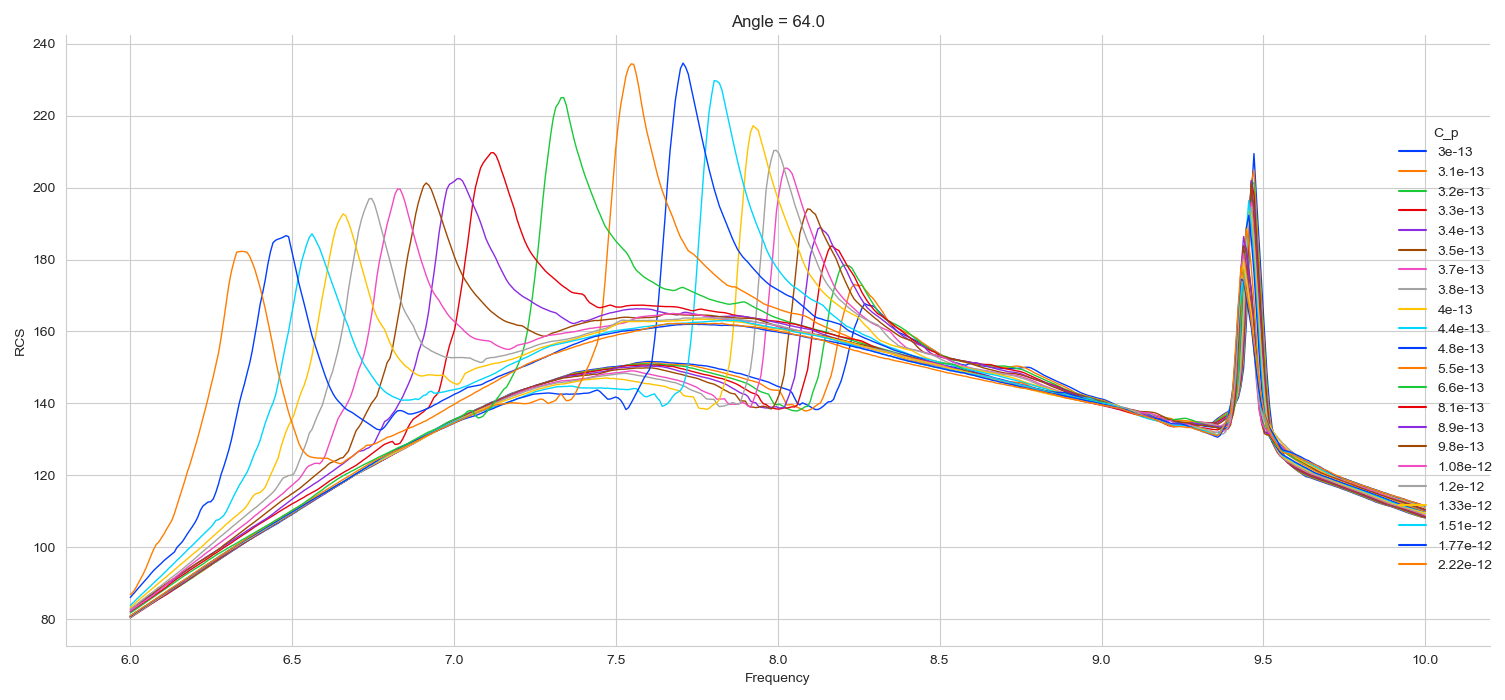 Angle = 64.0
240
220
200
180
160
140
120
100
80
RCS
6.0 6.5 7.0 7.5 8.0 8.5 9.0 9.5 10.0
Frequency
C_p
3e-13
3.1e-13
3.2e-13
3.3e-13
3.4e-13
3.5e-13
3.7e-13
3.8e-13
4e-13
4.4e-13
4.8e-13
5.5e-13
6.6e-13
8.1e-13
8.9e-13
9.8e-13
1.08e-12
1.2e-12
1.33e-12
1.51e-12
1.77e-12
2.22e-12